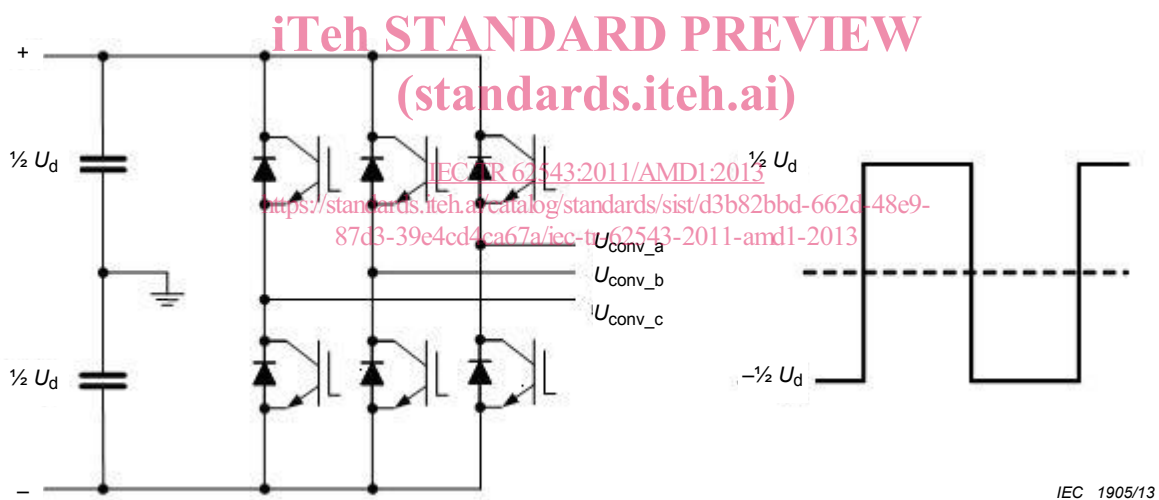 iTeh STANDARD PREVIEW
(standards.iteh.ai)
+
½ Ud
½ Ud
IEC TR 62543:2011/AMD1:2013
https://standards.iteh.ai/catalog/standards/sist/d3b82bbd-662d-48e9-
87d3-39e4cd4ca67a/iec-tr-62543-2011-amd1-2013
Uconv_a
Uconv_b
Uconv_c
½ Ud
–½ Ud
–
IEC 1905/13